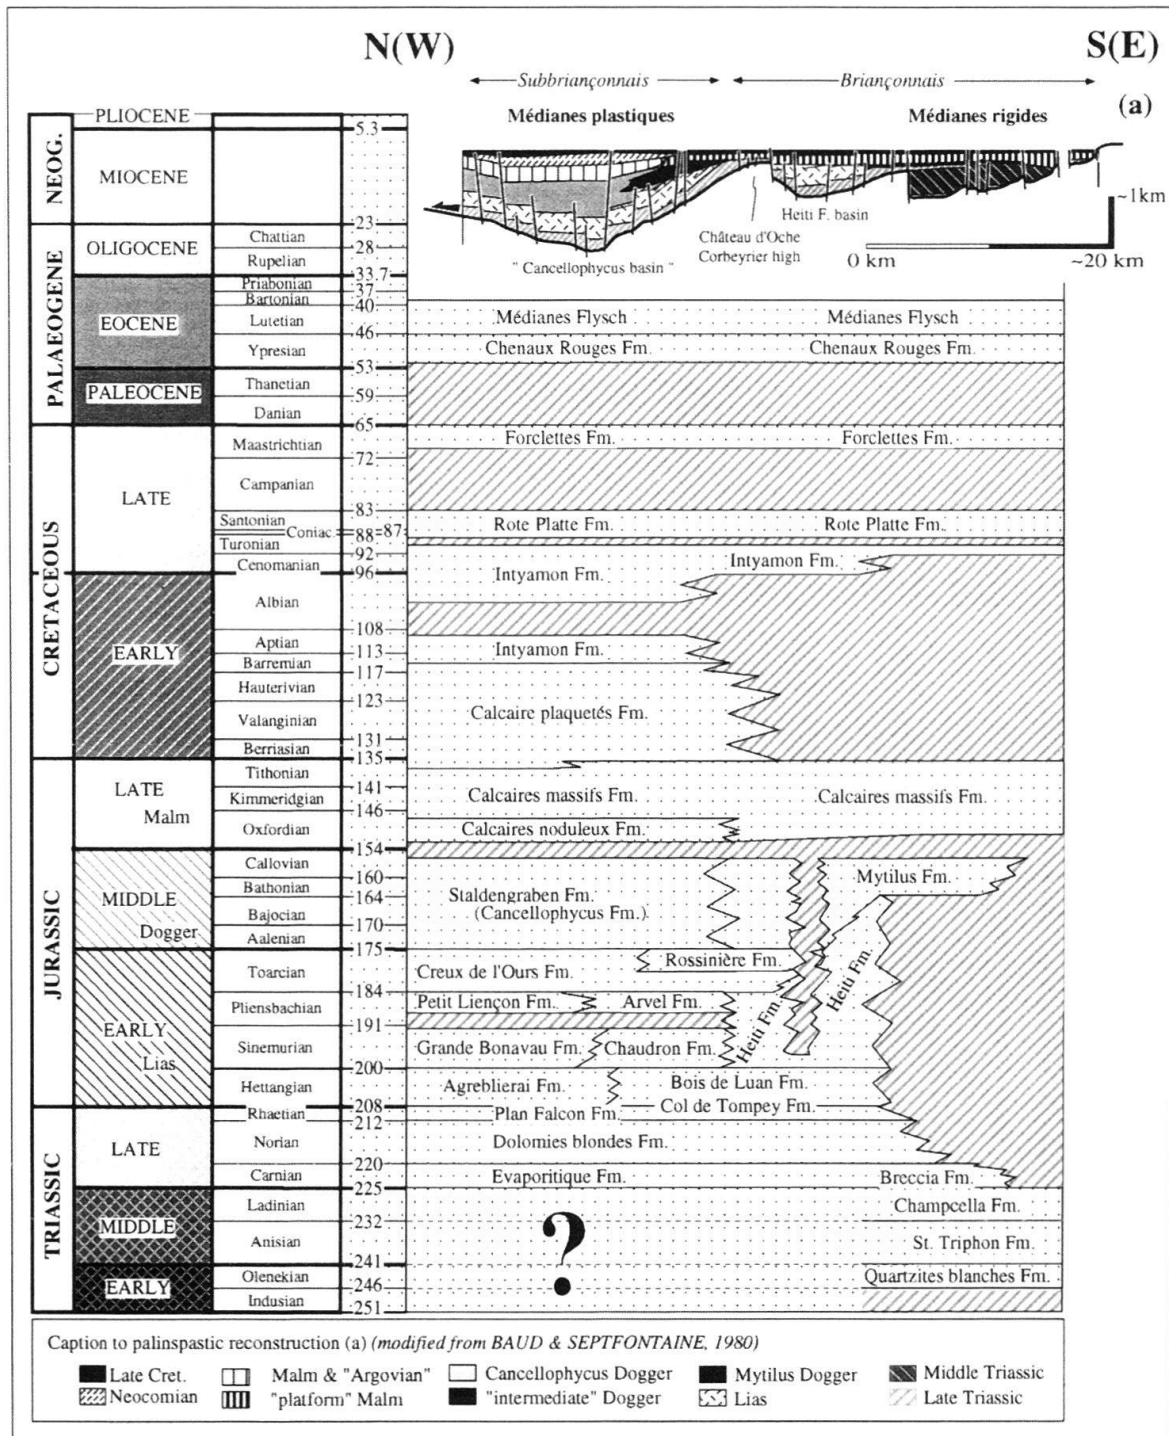 N(W)
S(E)
Subbriançonnais
Briançonnais
(a)
Médianes plastiques
Médianes rigides
Heiti F. basin
Château d'Oche
Corbeyrier high
" Cancellophycus basin "
~1km
0 km
~20 km
NEOG.
PLIOCENE
5.3
MIOCENE
23
PALAEOGENE
OLIGOCENE
Chattian
28
Rupelian
33.7
EOCENE
Priabonian
37
Bartonian
40
Lutetian
Médianes Flysch
Médianes Flysch
46
Ypresian
Chenaux Rouges Fm.
Chenaux Rouges Fm.
53
PALEOCENE
Thanetian
59
Danian
65
CRETACEOUS
LATE
Maastrichtian
Forclettes Fm.
Forclettes Fm.
72
Campanian
83
Santonian
Rote Platte Fm.
Rote Platte Fm.
Coniac.
87
88
Turonian
92
Cenomanian
Intyamon Fm.
Intyamon Fm.
96
EARLY
Albian
108
Aptian
Intyamon Fm.
113
Barremian
117
Hauterivian
123
Valanginian
Calcaire plaquetés Fm.
131
Berriasian
135
JURASSIC
LATE
Malm
Tithonian
141
Kimmeridgian
Calcaires massifs Fm.
Calcaires massifs Fm.
146
Oxfordian
Calcaires noduleux Fm.
154
MIDDLE
Dogger
Callovian
160
Mytilus Fm.
Bathonian
164
Staldengraben Fm.
(Cancellophycus Fm.)
Bajocian
170
Aalenian
175
EARLY
Lias
Toarcian
Creux de l'Ours Fm.
Rossinière Fm.
Heiti Fm.
184
Pliensbachian
Petit Liençon Fm.
Arvel Fm.
Heiti Fm.
191
Sinemurian
Grande Bonavau Fm.
Chaudron Fm.
200
Hettangian
Agreblierai Fm.
Bois de Luan Fm.
208
TRIASSIC
LATE
Rhaetian
Plan Falcon Fm.
Col de Tompey Fm.
212
Norian
Dolomies blondes Fm.
220
Carnian
Evaporitique Fm.
Breccia Fm.
225
MIDDLE
Ladinian
Champcella Fm.
232
Anisian
?
St. Triphon Fm.
241
EARLY
Olenekian
Quartzites blanches Fm.
246
Indusian
251
Caption to palinspastic reconstruction (a) (modified from BAUD & SEPTFONTAINE, 1980)
Late Cret.
Malm & "Argovian"
Cancellophycus Dogger
Mytilus Dogger
Middle Triassic
Neocomian
"platform" Malm
"intermediate" Dogger
Lias
Late Triassic